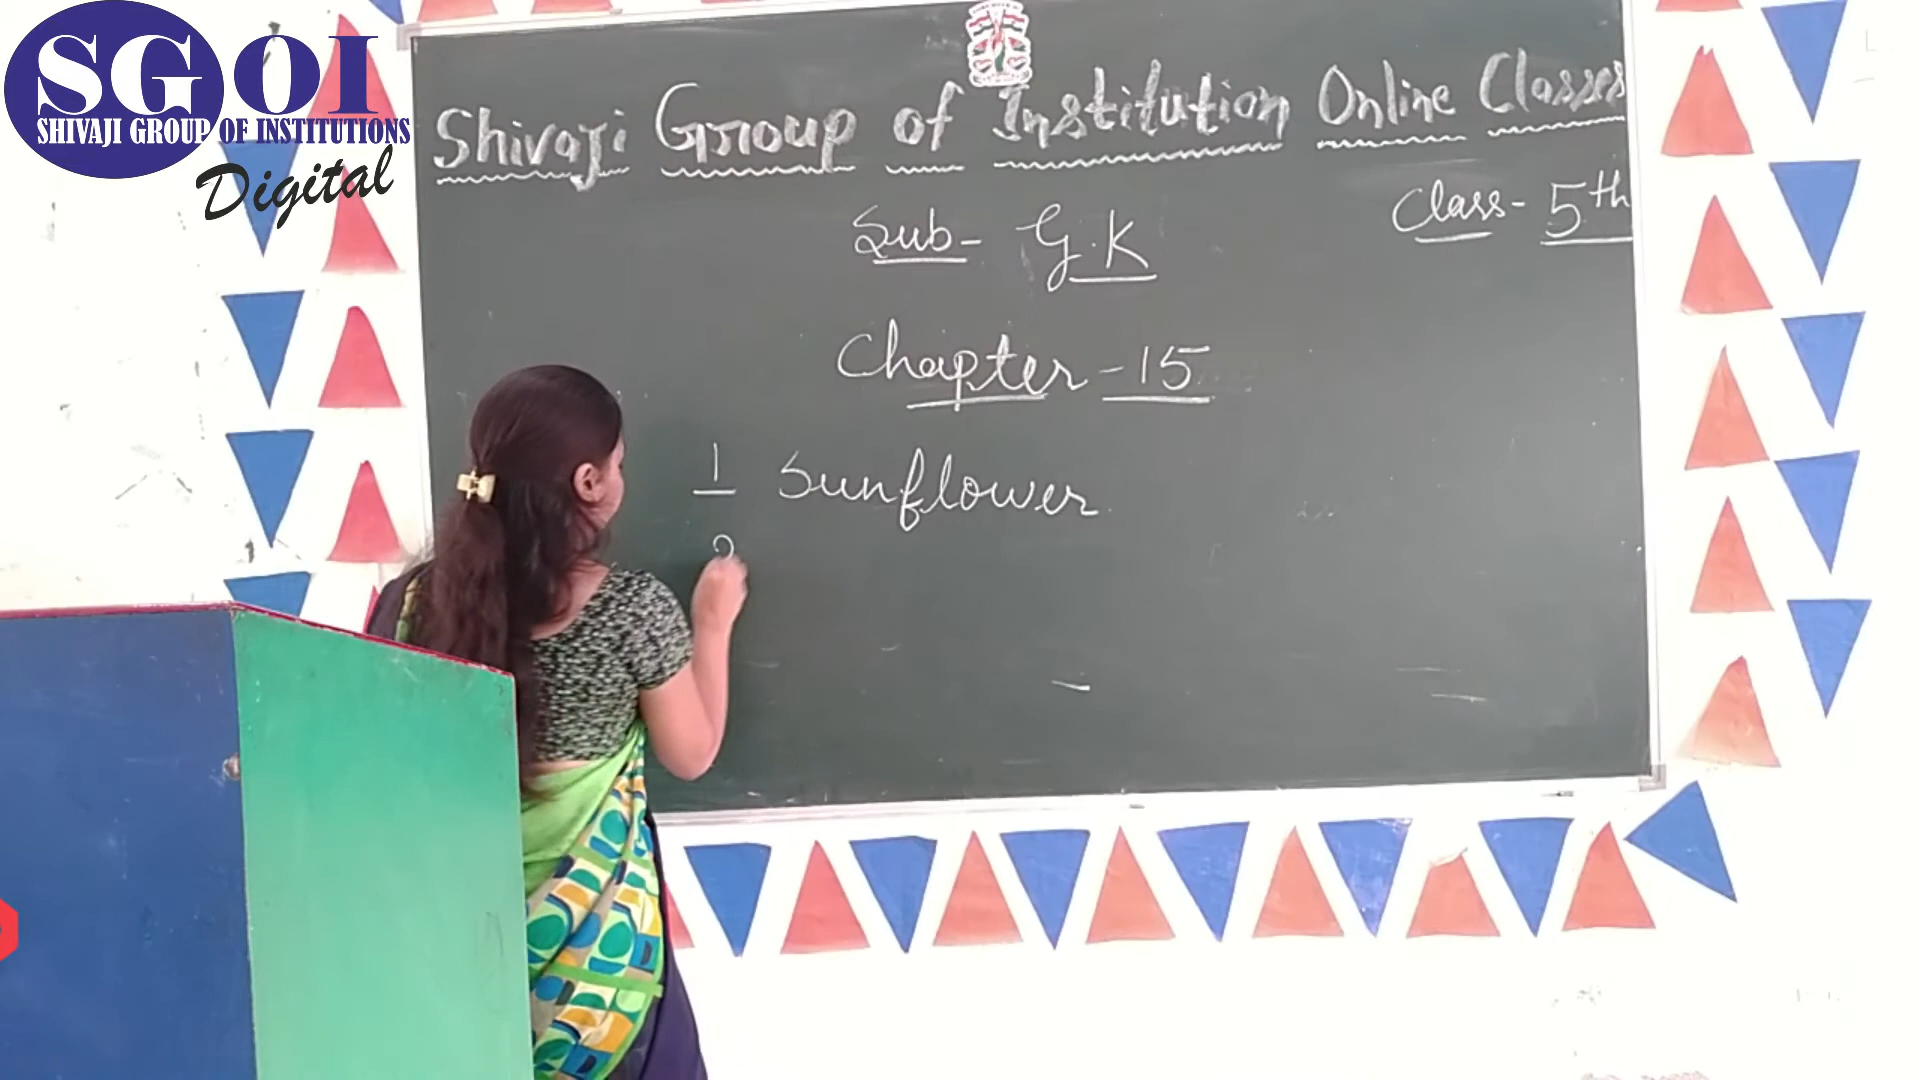 SGOI
SHIVAJI GROUP OF INSTITUTIONS
Digital
Shivaji Group of Institution Online Classes
Class- 5th
Sub- G.K
Chapter-15
1 Sunflower
2